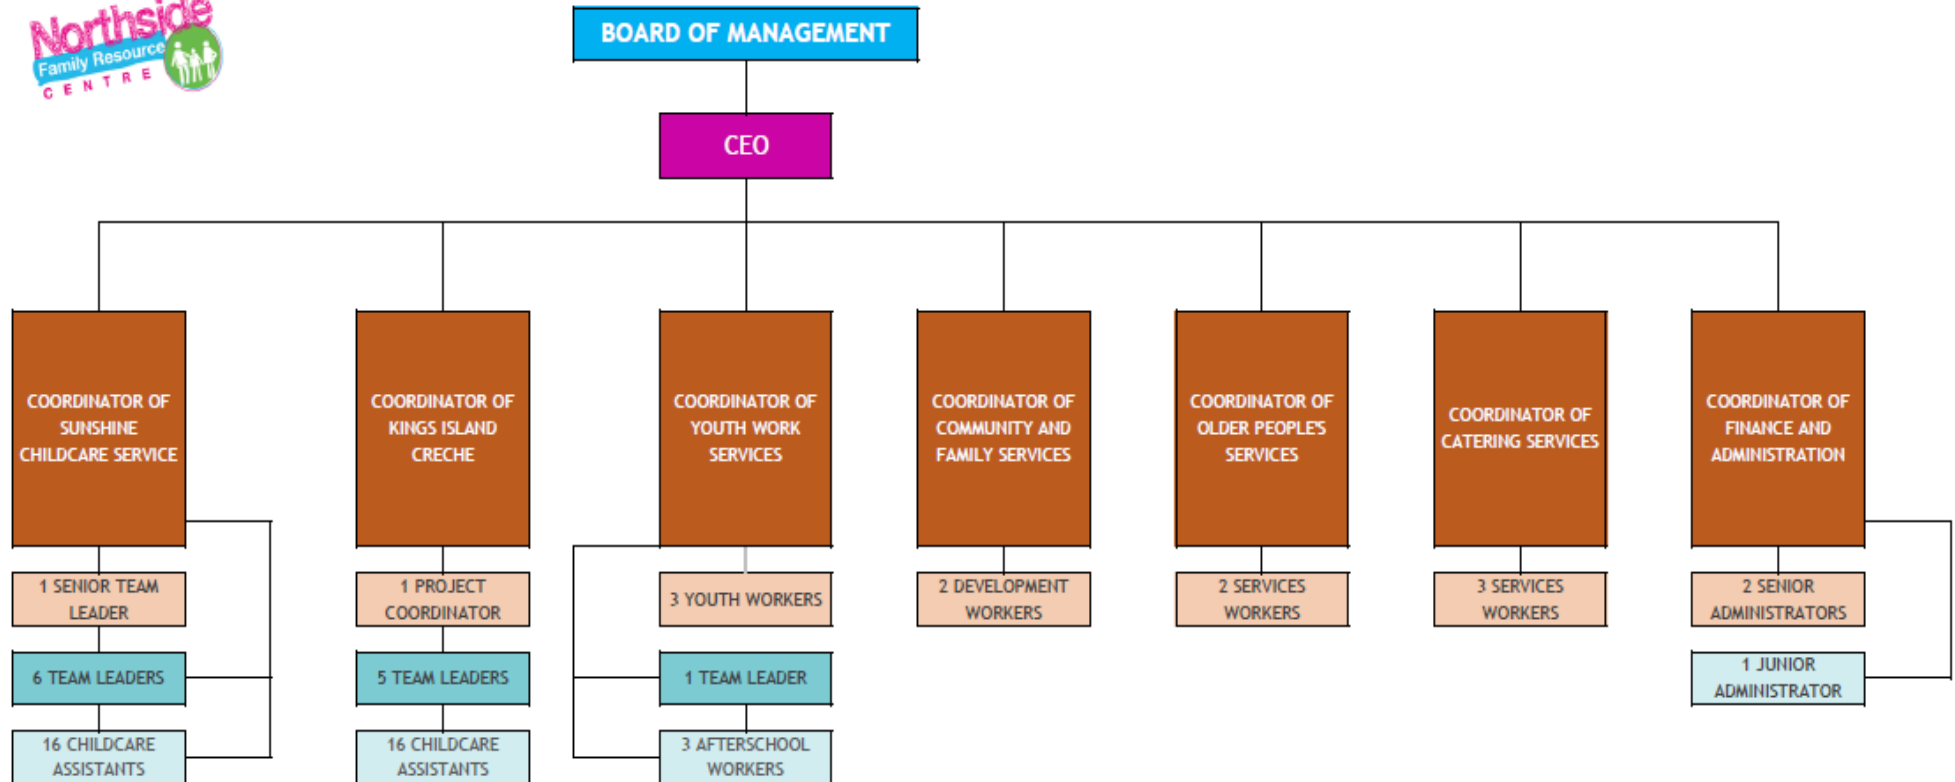 Northside
Family Resource
CENTRE
BOARD OF MANAGEMENT
CEO
COORDINATOR OF
SUNSHINE
CHILDCARE SERVICE
COORDINATOR OF
KINGS ISLAND
CRECHE
COORDINATOR OF
YOUTH WORK
SERVICES
COORDINATOR OF
COMMUNITY AND
FAMILY SERVICES
COORDINATOR OF
OLDER PEOPLE'S
SERVICES
COORDINATOR OF
CATERING SERVICES
COORDINATOR OF
FINANCE AND
ADMINISTRATION
1 SENIOR TEAM
LEADER
1 PROJECT
COORDINATOR
3 YOUTH WORKERS
2 DEVELOPMENT
WORKERS
2 SERVICES
WORKERS
3 SERVICES
WORKERS
2 SENIOR
ADMINISTRATORS
6 TEAM LEADERS
5 TEAM LEADERS
1 TEAM LEADER
1 JUNIOR
ADMINISTRATOR
16 CHILDCARE
ASSISTANTS
16 CHILDCARE
ASSISTANTS
3 AFTERSCHOOL
WORKERS